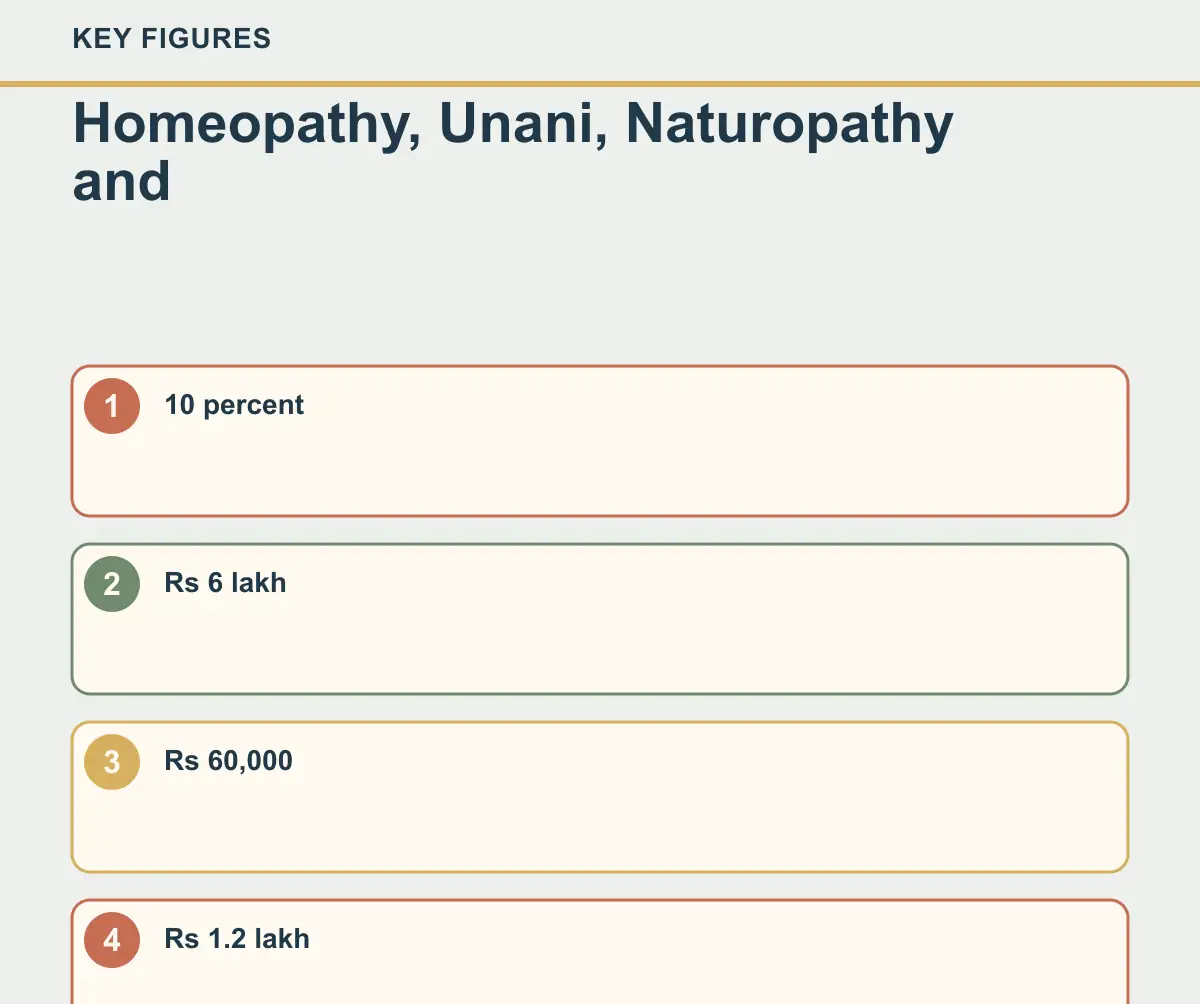 KEY FIGURES
Homeopathy, Unani, Naturopathy
and
1 10 percent
2 Rs 6 lakh
3 Rs 60,000
4 Rs 1.2 lakh